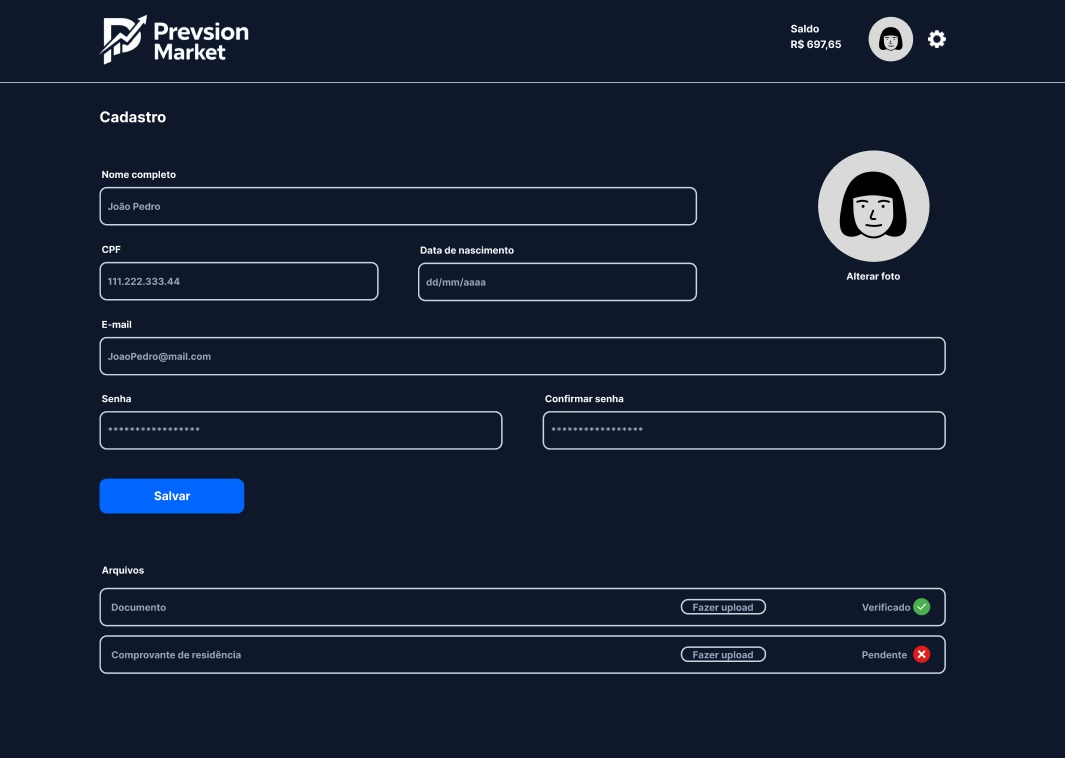 Prevsion
Market
Saldo
R$ 697,65
Cadastro
Nome completo
João Pedro
CPF
Data de nascimento
111.222.333.44
dd/mm/aaaa
Alterar foto
E-mail
JoaoPedro@mail.com
Senha
Confirmar senha
*****************
*****************
Salvar
Arquivos
Documento
Fazer upload
Verificado
Comprovante de residência
Fazer upload
Pendente